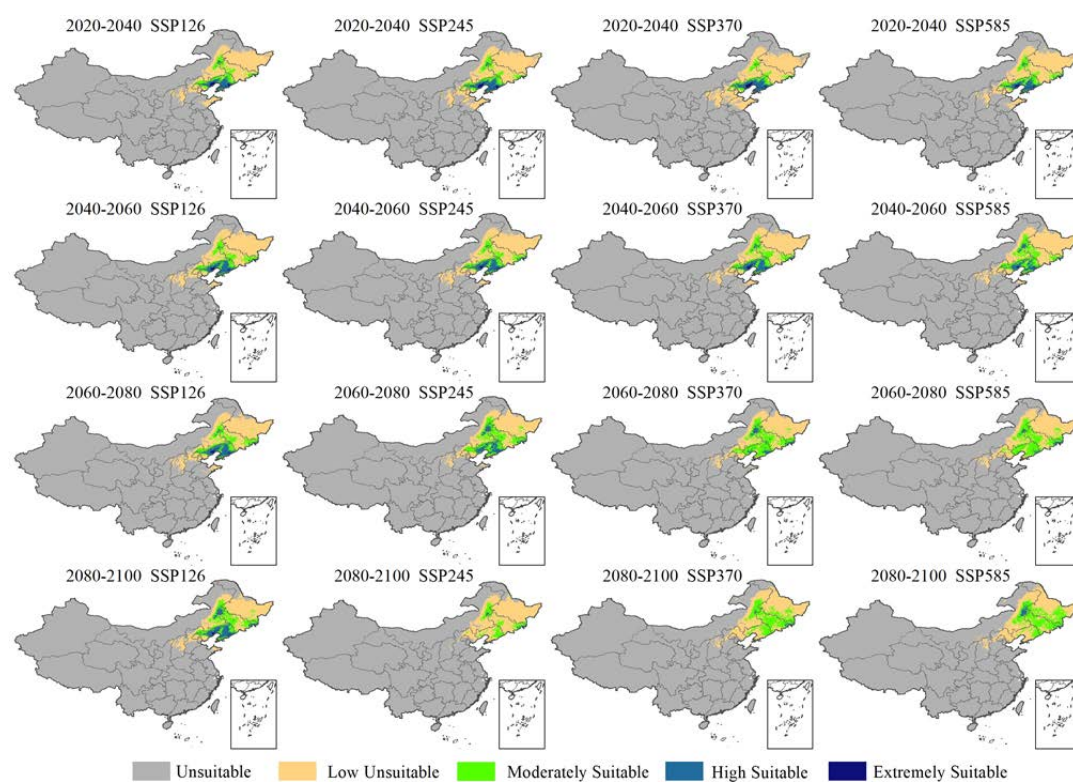 2020-2040 SSP126
2020-2040 SSP245
2020-2040 SSP370
2020-2040 SSP585
2040-2060 SSP126
2040-2060 SSP245
2040-2060 SSP370
2040-2060 SSP585
2060-2080 SSP126
2060-2080 SSP245
2060-2080 SSP370
2060-2080 SSP585
2080-2100 SSP126
2080-2100 SSP245
2080-2100 SSP370
2080-2100 SSP585
Unsuitable
Low Unsuitable
Moderately Suitable
High Suitable
Extremely Suitable